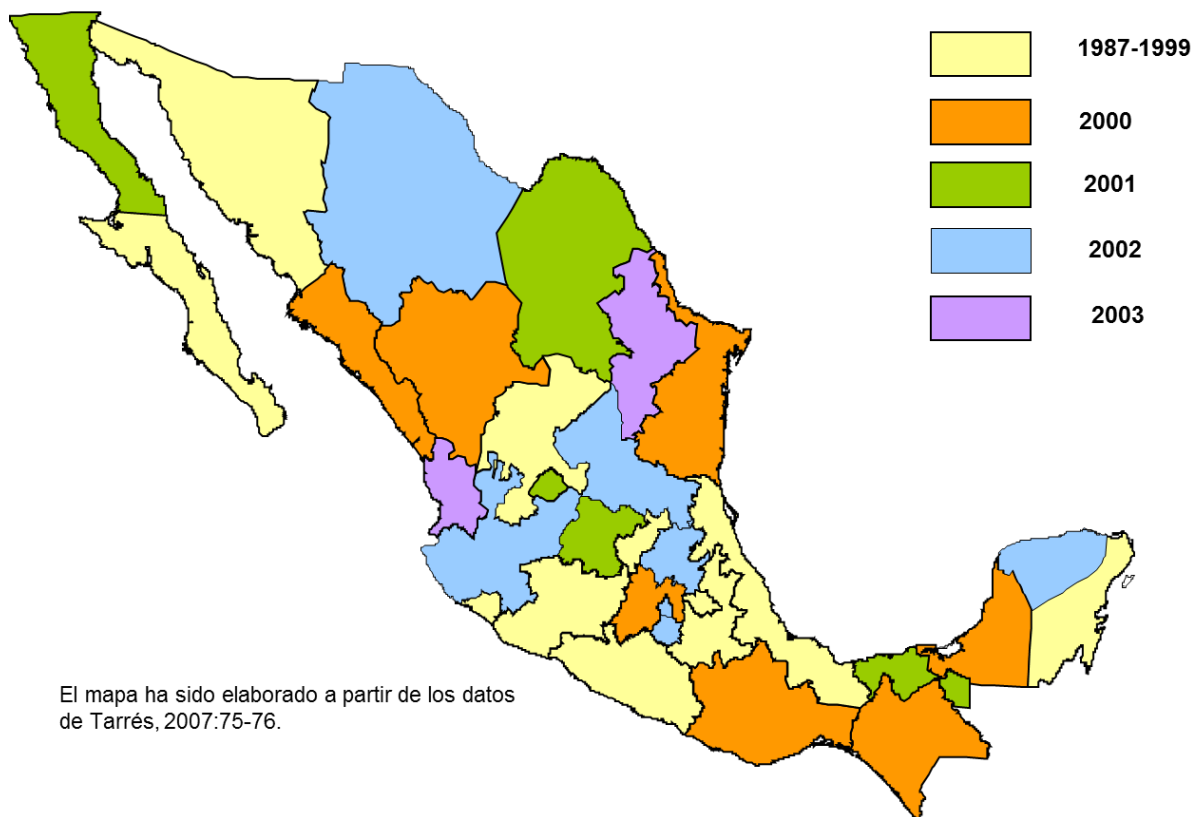 1987-1999
2000
2001
2002
2003
El mapa ha sido elaborado a partir de los datos
de Tarrés, 2007:75-76.